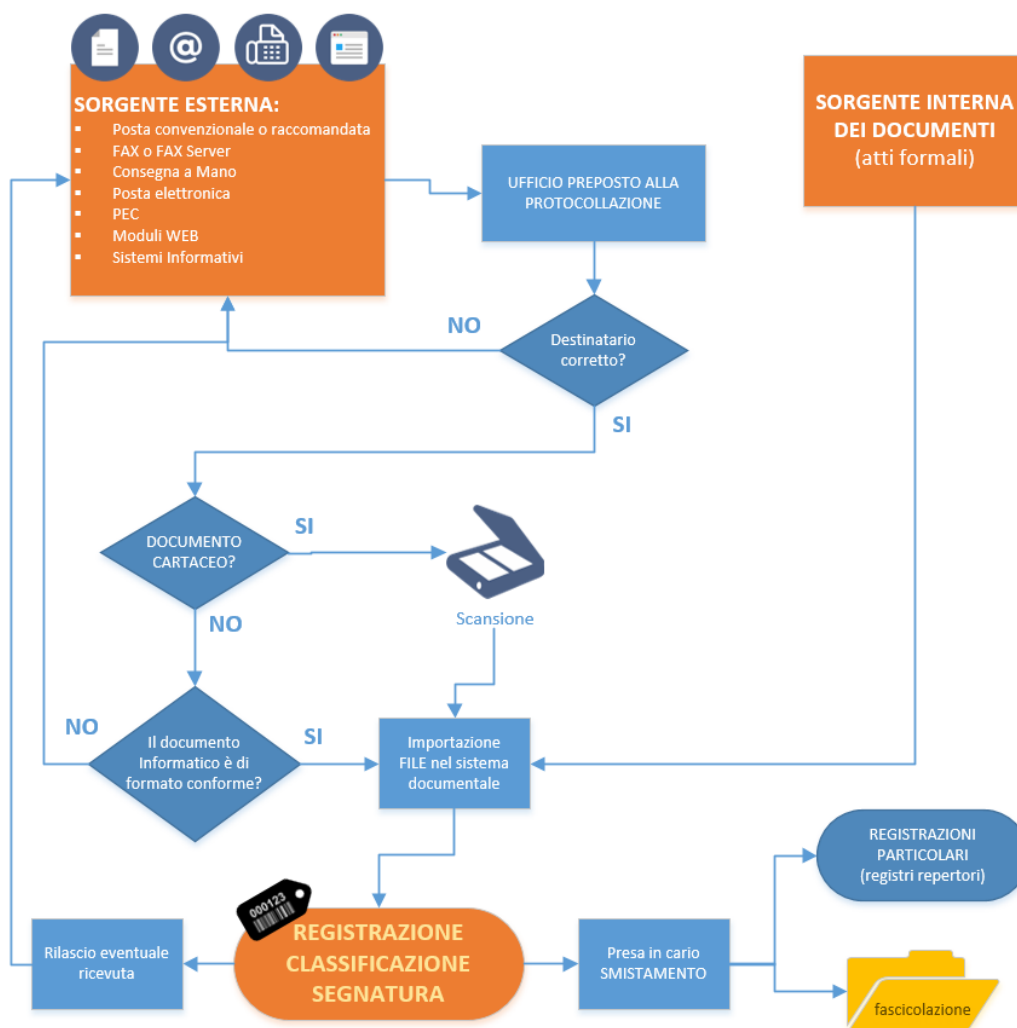 @
SORGENTE ESTERNA:
▪ Posta convenzionale o raccomandata
▪ FAX o FAX Server
▪ Consegna a Mano
▪ Posta elettronica
▪ PEC
▪ Moduli WEB
▪ Sistemi Informativi
SORGENTE INTERNA
DEI DOCUMENTI
(atti formali)
UFFICIO PREPOSTO ALLA
PROTOCOLLAZIONE
NO
Destinatario
corretto?
SI
DOCUMENTO
CARTACEO?
SI
Scansione
NO
NO
Il documento
Informatico è di
formato conforme?
SI
Importazione
FILE nel sistema
documentale
REGISTRAZIONI
PARTICOLARI
(registri repertori)
000123
Rilascio eventuale
ricevuta
REGISTRAZIONE
CLASSIFICAZIONE
SEGNATURA
Presa in cario
SMISTAMENTO
fascicolazione